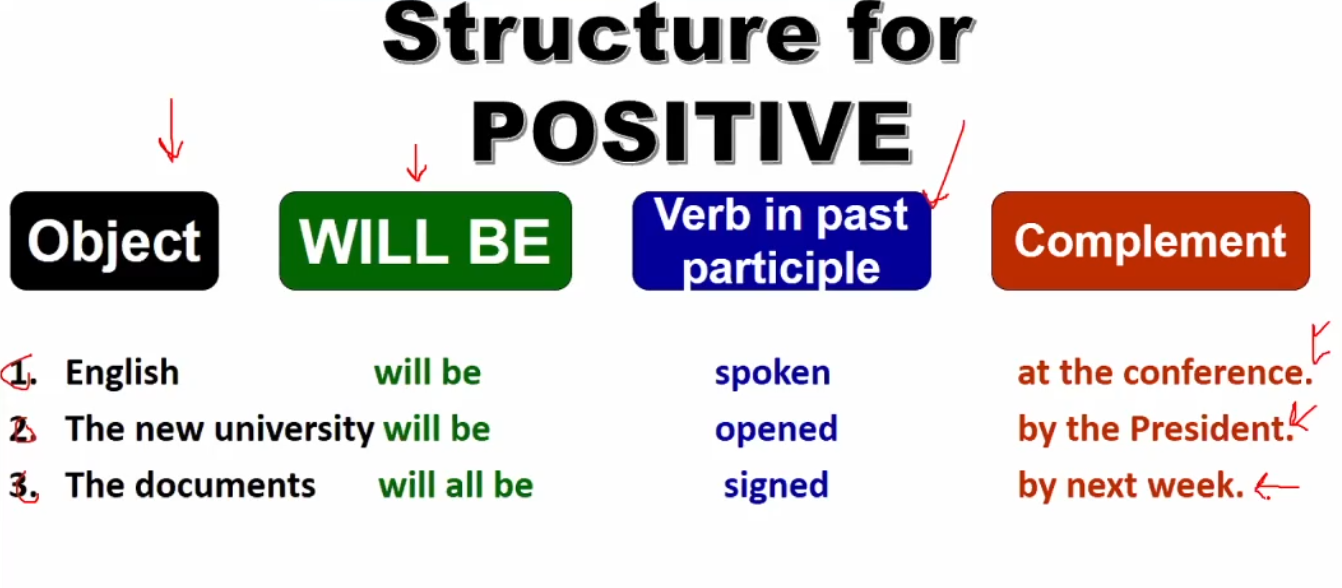 Structure for
POSITIVE
Object WILL BE Verb in past participle Complement
1. English will be spoken at the conference.
2. The new university will be opened by the President.
3. The documents will all be signed by next week.